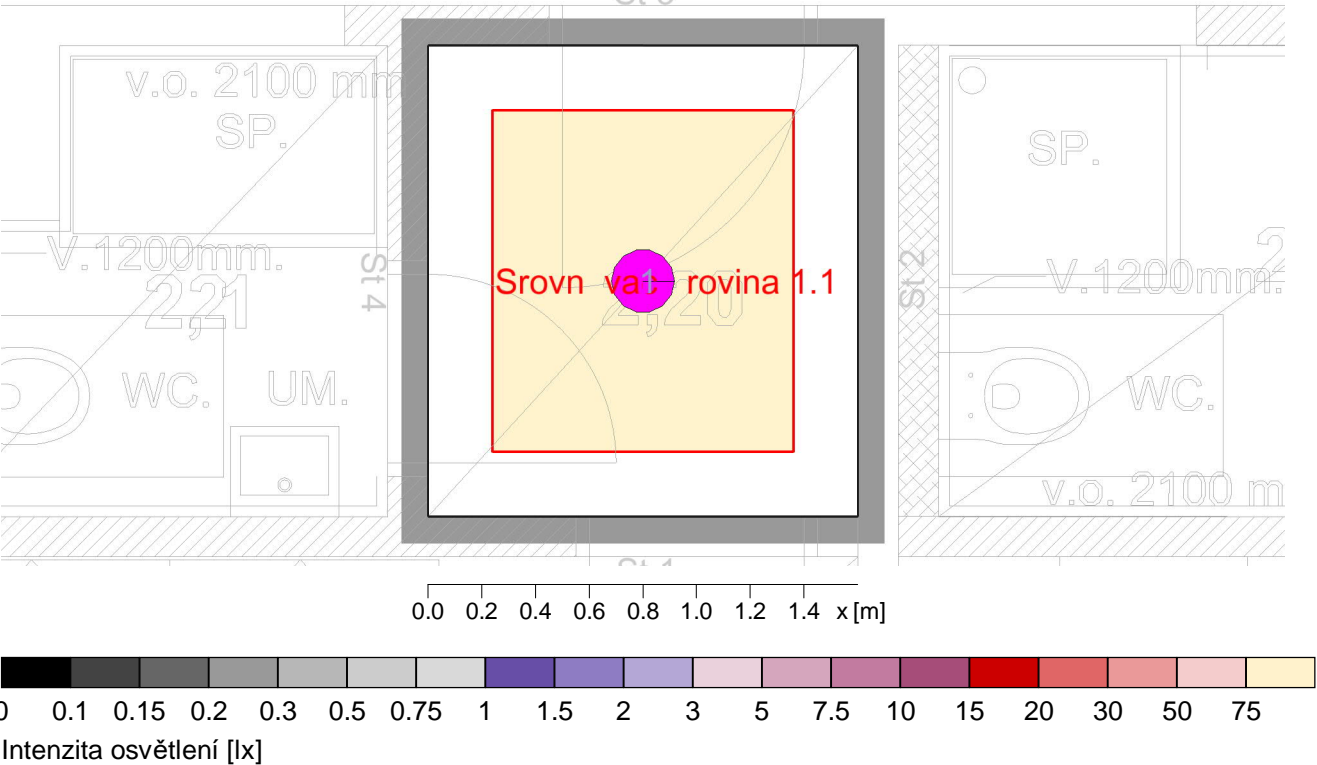 v.o. 2100 mm
SP.
SP.
V.1200mm.
St 4
2,21
Srovn vac rovina 1.1
1
2,20
St 2
V.1200mm.
WC.
UM.
WC.
v.o. 2100 m
0.0 0.2 0.4 0.6 0.8 1.0 1.2 1.4 x [m]
0 0.1 0.15 0.2 0.3 0.5 0.75 1 1.5 2 3 5 7.5 10 15 20 30 50 75
Intenzita osvětlení [lx]